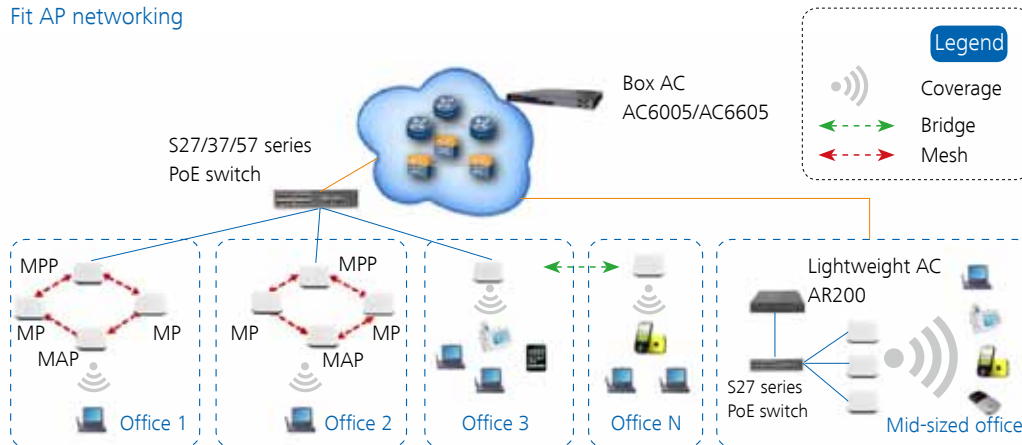 Fit AP networking
Legend
Coverage
Bridge
Mesh
Box AC
AC6005/AC6605
S27/37/57 series
PoE switch
MPP
MP
MP
MAP
Office 1
MPP
MP
MP
MAP
Office 2
Office 3
Office N
Lightweight AC
AR200
S27 series
PoE switch
Mid-sized office